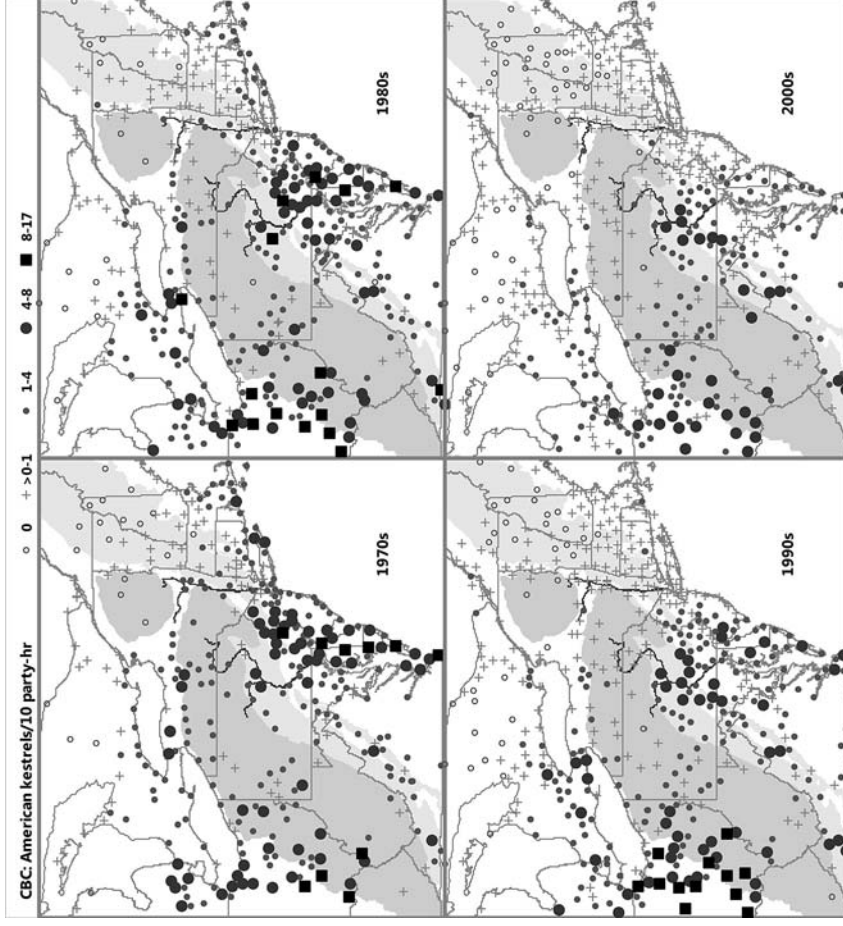 CBC: American kestrels/10 party-hr ○ 0 + >0-1 ● 1-4 ● 4-8 ■ 8-17
1970s
1980s
1990s
2000s